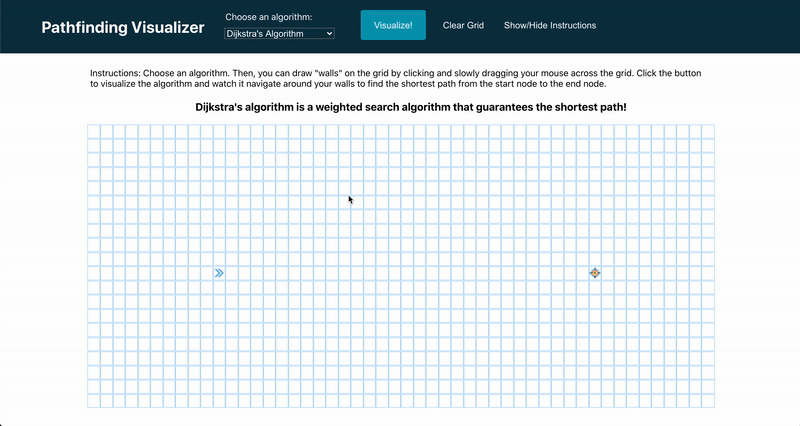 Pathfinding Visualizer
Choose an algorithm:
Dijkstra's Algorithm
Visualize!
Clear Grid
Show/Hide Instructions
Instructions: Choose an algorithm. Then, you can draw "walls" on the grid by clicking and slowly dragging your mouse across the grid. Click the button
to visualize the algorithm and watch it navigate around your walls to find the shortest path from the start node to the end node.
Dijkstra's algorithm is a weighted search algorithm that guarantees the shortest path!